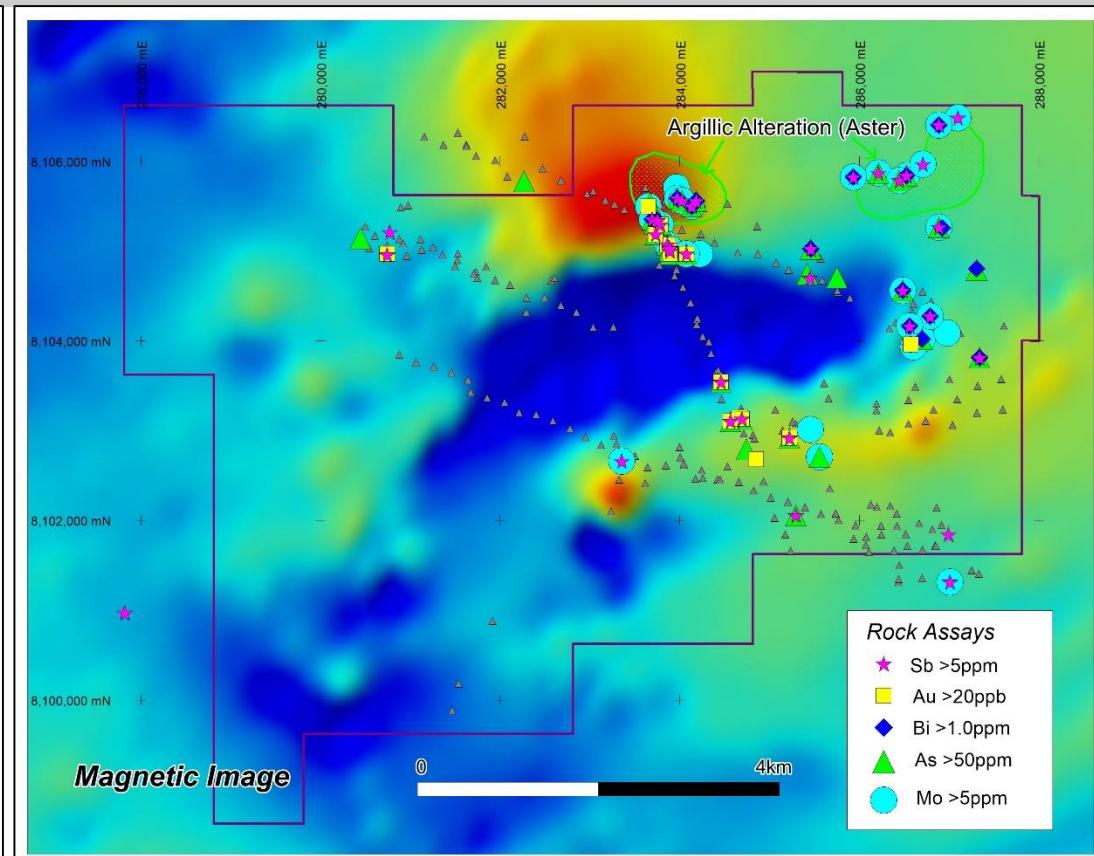 278,000 mE
280,000 mE
282,000 mE
284,000 mE
286,000 mE
288,000 mE
Argillic Alteration (Aster)
8,106,000 mN
8,104,000 mN
8,102,000 mN
8,100,000 mN
Magnetic Image
0 4km
Rock Assays
Sb >5ppm
Au >20ppb
Bi >1.0ppm
As >50ppm
Mo >5ppm